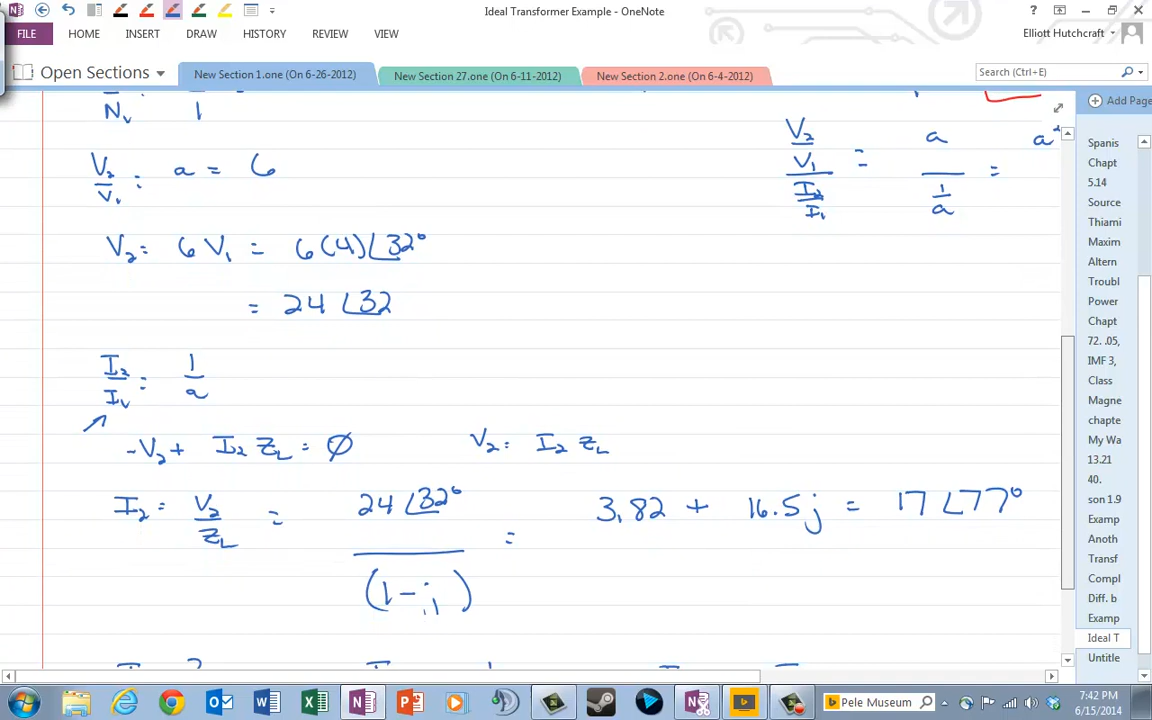 Ideal Transformer Example - OneNote
FILE HOME INSERT DRAW HISTORY REVIEW VIEW
Elliott Hutchcraft
Open Sections
New Section 1.one (On 6-26-2012)
New Section 27.one (On 6-11-2012)
New Section 2.one (On 6-4-2012)
Search (Ctrl+E)
Add Page
N₁ 1
V₂/V₁ = a = 6
V₂ = 6 V₁ = 6(4)∠32°
= 24 ∠32
I₂/I₁ = 1/a
-V₂ + I₂ Z_L = ∅
V₂ = I₂ Z_L
I₂ = V₂/Z_L = 24∠32°/(1-j) = 3.82 + 16.5j = 17∠77°
(V₂/V₁)/(I₂/I₁) = a/(1/a) = a²
Spanis
Chapt
5.14
Source
Thiami
Maxim
Altern
Troubl
Power
Chapt
72. .05,
IMF 3,
Class
Magne
chapte
My Wa
13.21
40.
son 1.9
Examp
Anoth
Transf
Compl
Diff. b
Examp
Ideal T
Untitle
Pele Museum
7:42 PM
6/15/2014